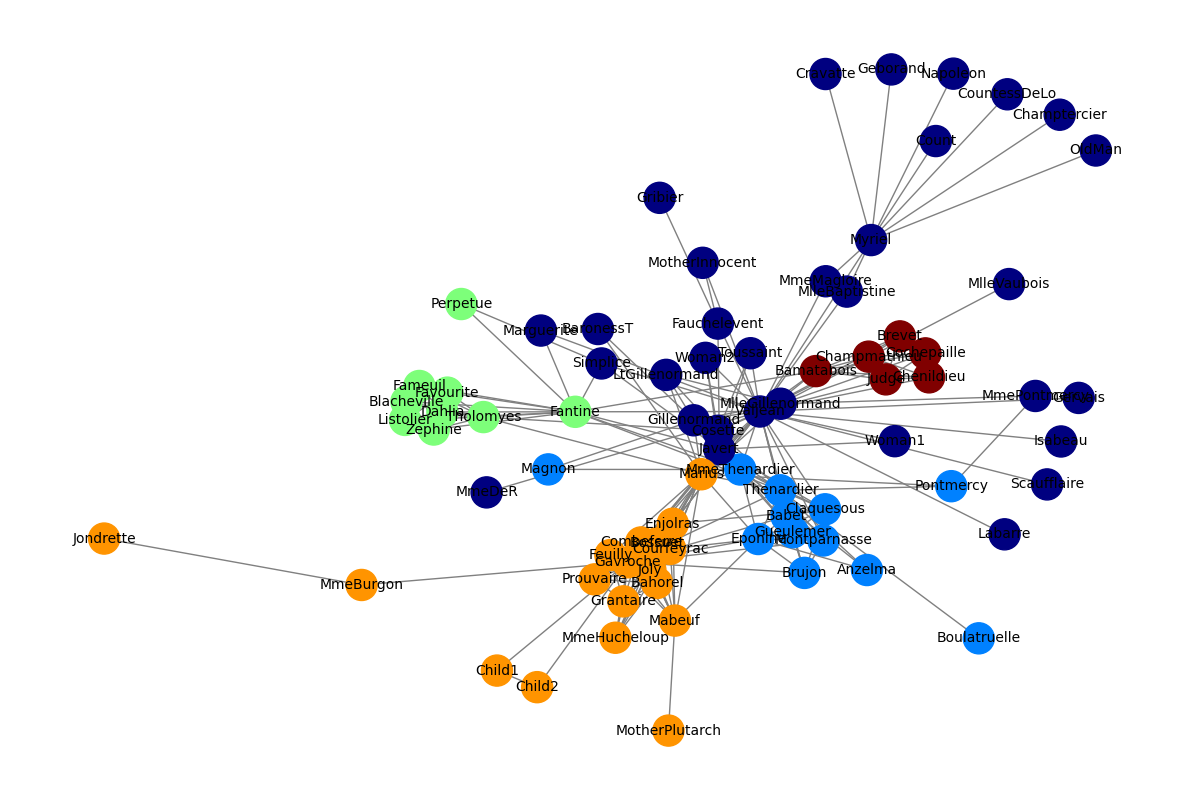 Cravatte
Geborand
Napoleon
CountessDeLo
Champtercier
Count
OldMan
Gribier
Myriel
MotherInnocent
MmeMagloire
MlleBaptistine
MlleVaubois
Perpetue
Marguerite
BaronessT
Fauchelevent
Brevet
Simplice
Woman2
Toussaint
Champmathieu
Cochepaille
LtGillenormand
Bamatabois
Judge
Chenildieu
Fameuil
Favourite
Blacheville
Dahlia
Listolier
Zephine
Tholomyes
Fantine
Gillenormand
MlleGillenormand
Valjean
MmePontmercy
Gervais
Cosette
Javert
Woman1
Isabeau
Magnon
Marius
MmeThenardier
MmeDeR
Thenardier
Pontmercy
Scaufflaire
Claquesous
Babet
Enjolras
Gueulemer
Labarre
Jondrette
Combeferre
Bossuet
Courfeyrac
Eponine
Montparnasse
Feuilly
Gavroche
Joly
Prouvaire
Bahorel
Brujon
Anzelma
MmeBurgon
Grantaire
Mabeuf
MmeHucheloup
Boulatruelle
Child1
Child2
MotherPlutarch